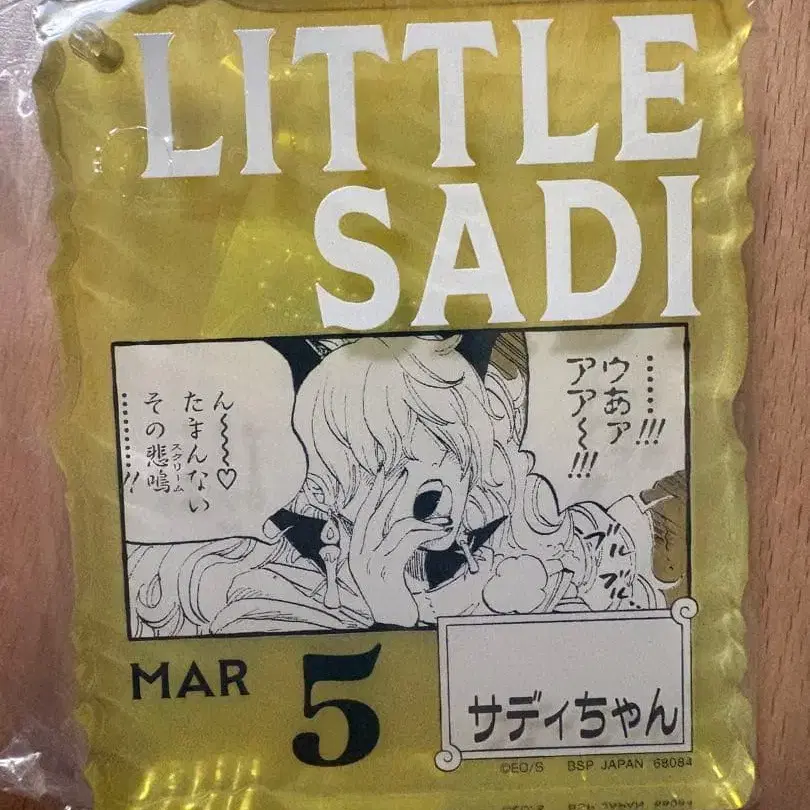 LITTLE
SADI
………!!!
ウあァ
アア〜!!!
ん〜〜〜♡
たまんない
その悲鳴
スクリーム
………!!
ブル
ブル..
MAR 5
サディちゃん
©EO/S BSP JAPAN 68084